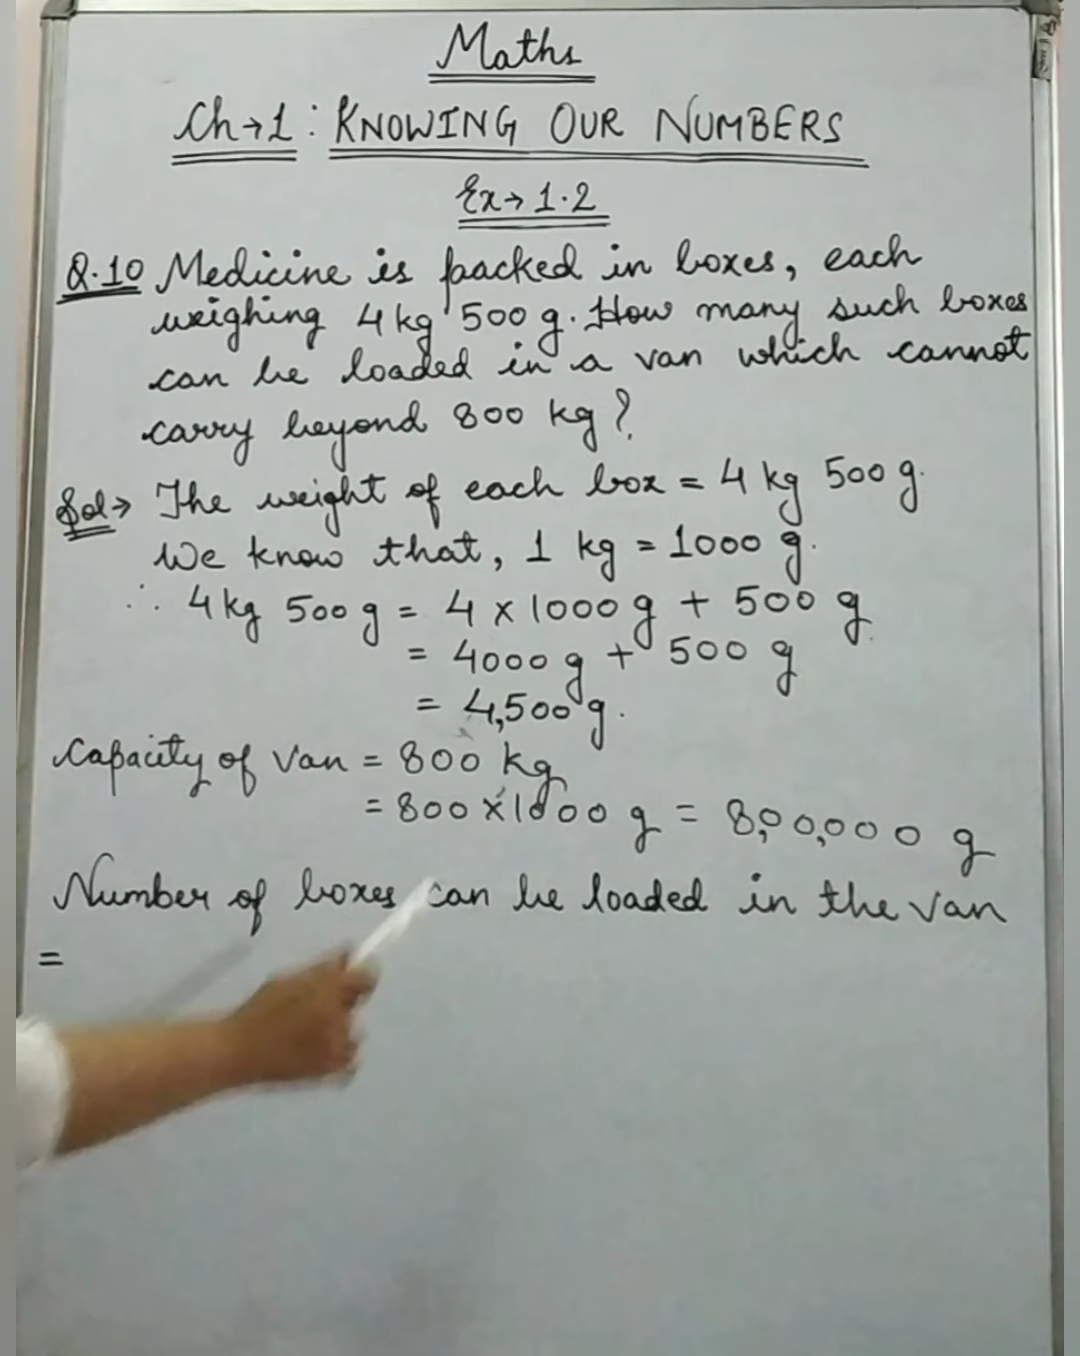 Maths
Ch→1 : KNOWING OUR NUMBERS
Ex→ 1.2
Q.10 Medicine is packed in boxes, each
weighing 4 kg 500 g. How many such boxes
can be loaded in a van which cannot
carry beyond 800 kg?
Sol→ The weight of each box = 4 kg 500 g.
We know that, 1 kg = 1000 g.
∴ 4 kg 500 g = 4 × 1000 g + 500 g
= 4000 g + 500 g
= 4,500 g.
Capacity of van = 800 kg
= 800 × 1000 g = 8,00,000 g
Number of boxes can be loaded in the van
=